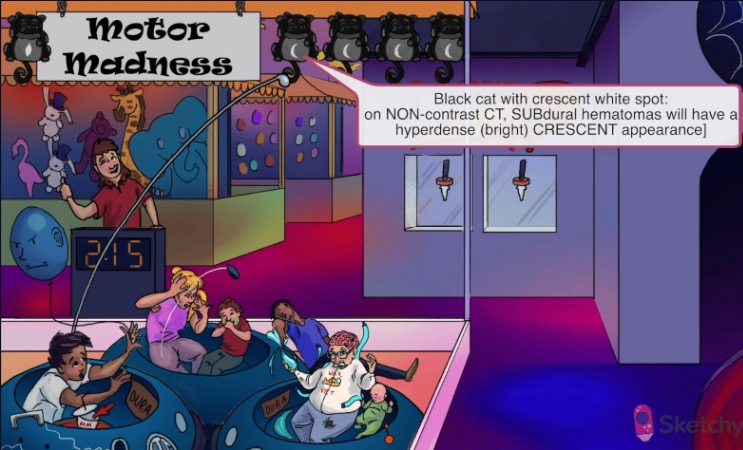 Motor
Madness
Black cat with crescent white spot:
on NON-contrast CT, SUBdural hematomas will have a
hyperdense (bright) CRESCENT appearance]
2:15
DURA
DURA
VET
Sketchy